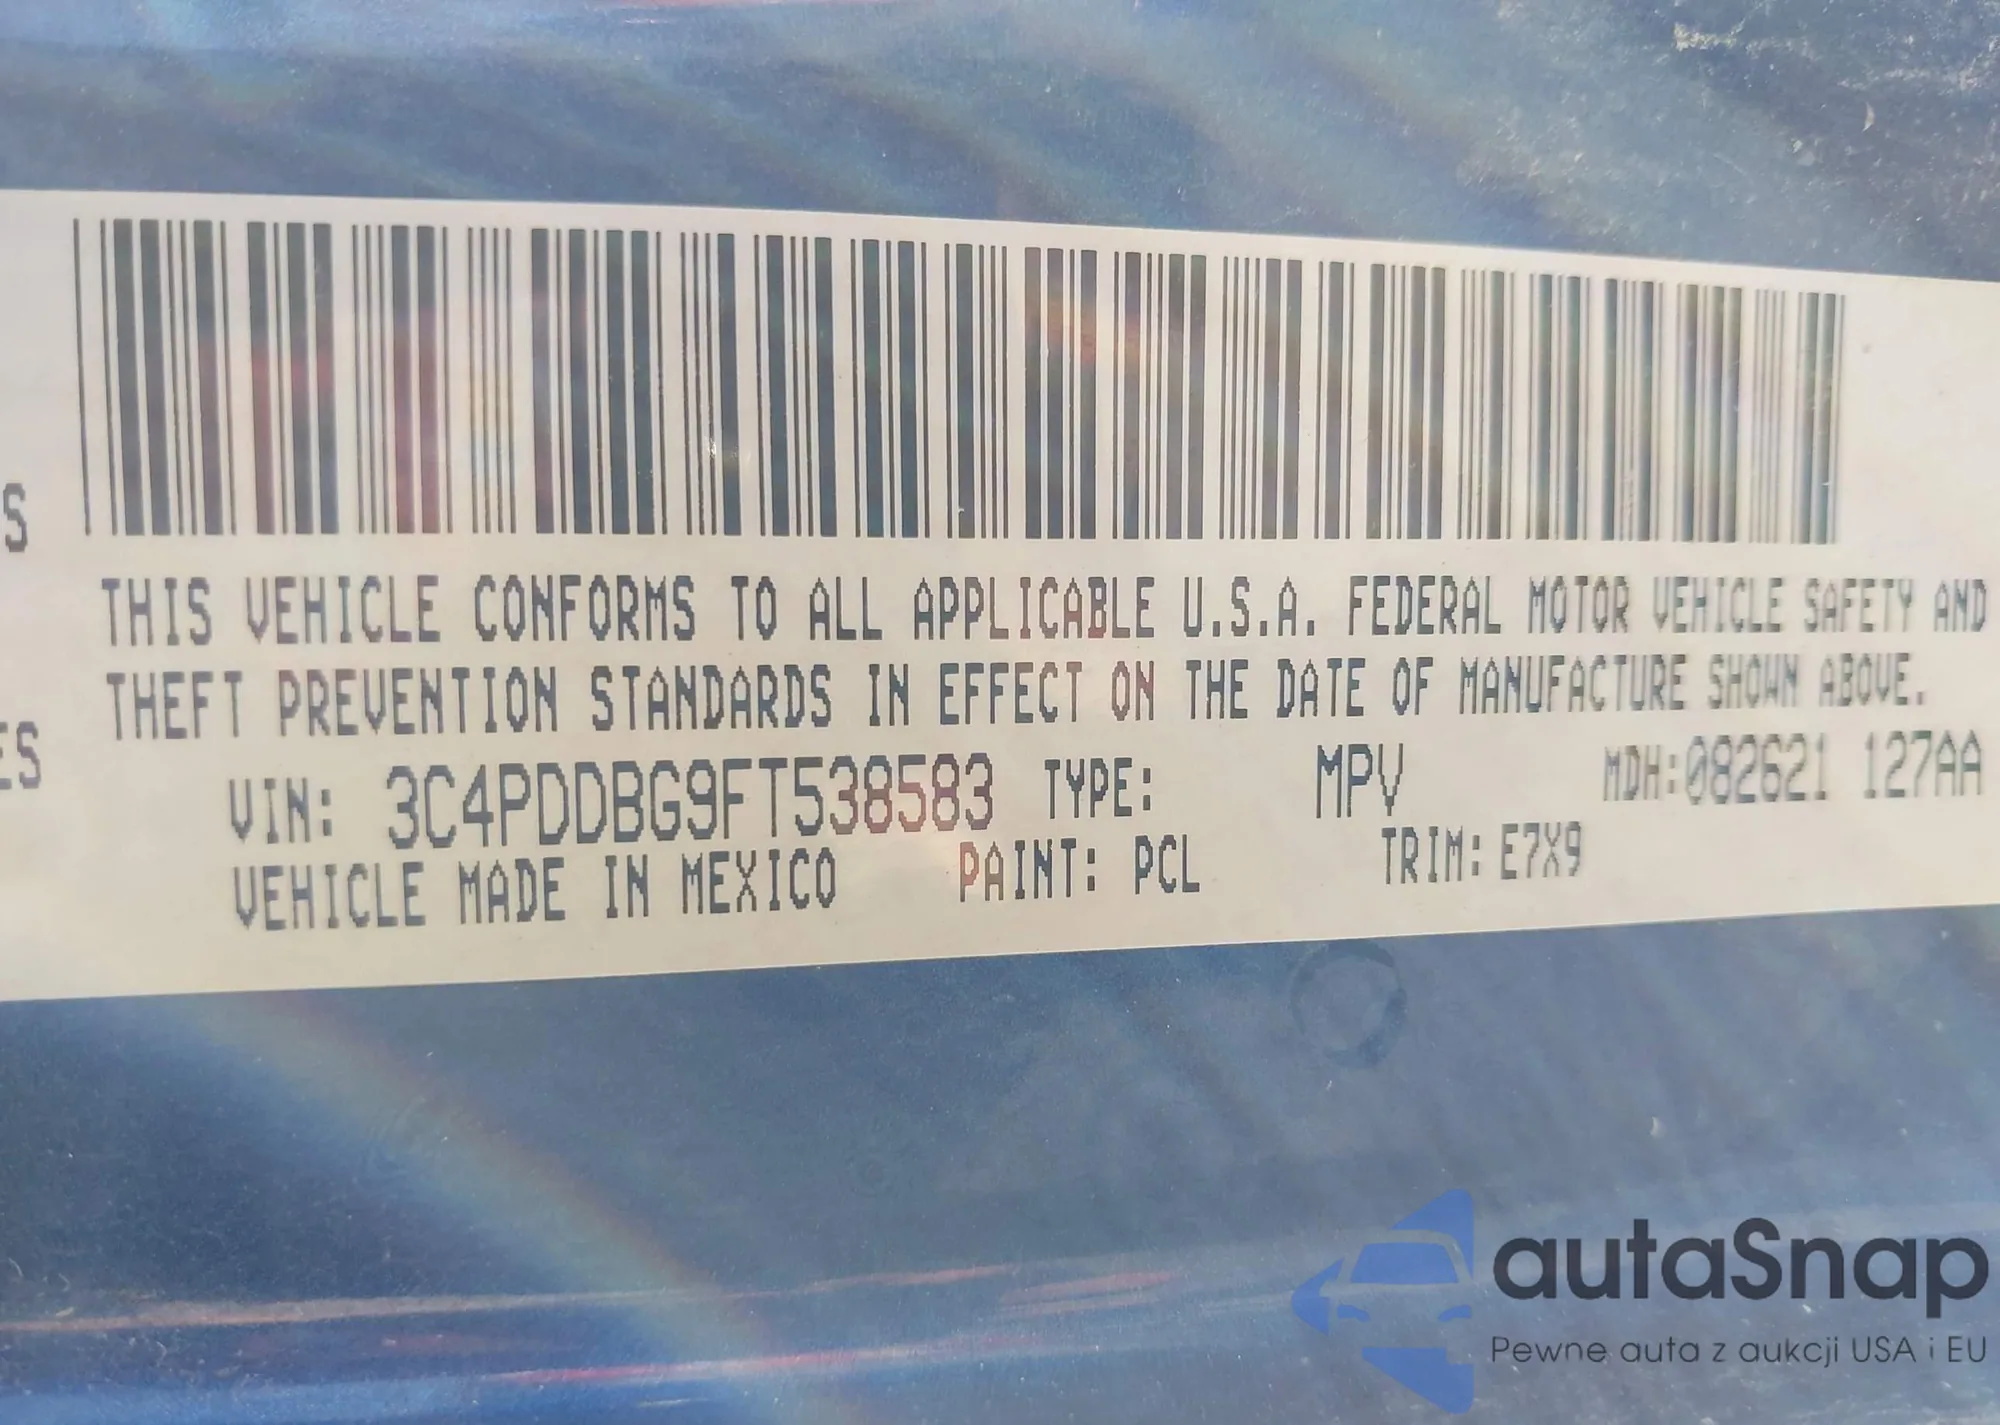 S
ES
THIS VEHICLE CONFORMS TO ALL APPLICABLE U.S.A. FEDERAL MOTOR VEHICLE SAFETY AND
THEFT PREVENTION STANDARDS IN EFFECT ON THE DATE OF MANUFACTURE SHOWN ABOVE.
VIN: 3C4PDDBG9FT538583 TYPE: MPV MDH:082621 127AA
VEHICLE MADE IN MEXICO PAINT: PCL TRIM: E7X9
autaSnap
Pewne auta z aukcji USA i EU